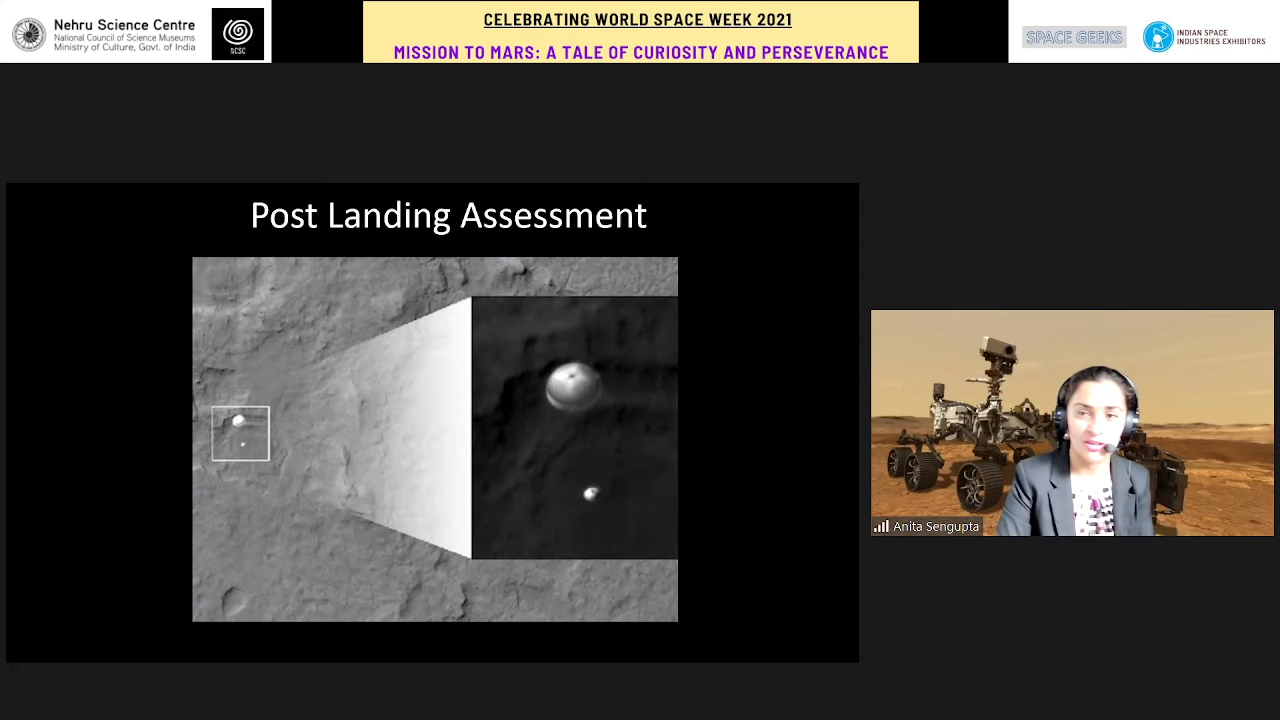 Nehru Science Centre
National Council of Science Museums
Ministry of Culture, Govt. of India
NCSC
CELEBRATING WORLD SPACE WEEK 2021
MISSION TO MARS: A TALE OF CURIOSITY AND PERSEVERANCE
SPACE GEEKS
INDIAN SPACE
INDUSTRIES EXHIBITORS
Post Landing Assessment
Anita Sengupta